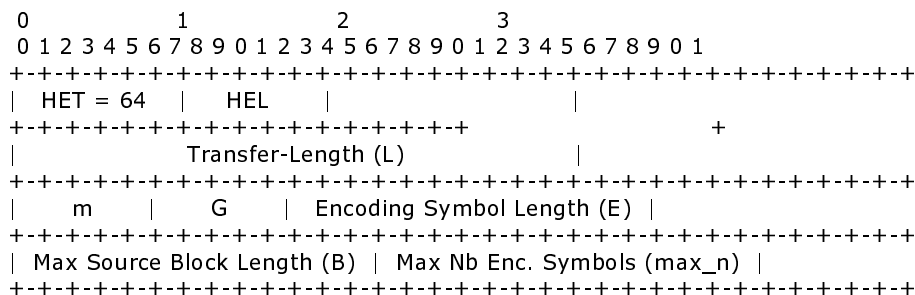 0                   1                   2                   3
0 1 2 3 4 5 6 7 8 9 0 1 2 3 4 5 6 7 8 9 0 1 2 3 4 5 6 7 8 9 0 1
+-+-+-+-+-+-+-+-+-+-+-+-+-+-+-+-+-+-+-+-+-+-+-+-+-+-+-+-+-+-+-+-+
|   HET = 64    |     HEL       |                               |
+-+-+-+-+-+-+-+-+-+-+-+-+-+-+-+-+                               +
|                      Transfer-Length (L)                      |
+-+-+-+-+-+-+-+-+-+-+-+-+-+-+-+-+-+-+-+-+-+-+-+-+-+-+-+-+-+-+-+-+
|       m       |       G       |   Encoding Symbol Length (E)  |
+-+-+-+-+-+-+-+-+-+-+-+-+-+-+-+-+-+-+-+-+-+-+-+-+-+-+-+-+-+-+-+-+
|  Max Source Block Length (B)  |  Max Nb Enc. Symbols (max_n)  |
+-+-+-+-+-+-+-+-+-+-+-+-+-+-+-+-+-+-+-+-+-+-+-+-+-+-+-+-+-+-+-+-+